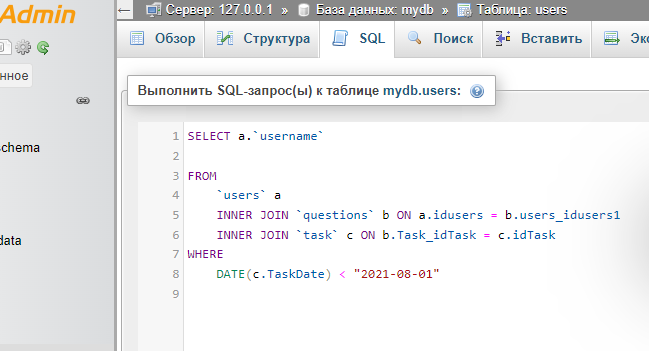 Admin
← Сервер: 127.0.0.1 » База данных: mydb » Таблица: users
Обзор Структура SQL Поиск Вставить Экс
нное
Выполнить SQL-запрос(ы) к таблице mydb.users:
schema
data
1 SELECT a.`username`
2
3 FROM
4 `users` a
5 INNER JOIN `questions` b ON a.idusers = b.users_idusers1
6 INNER JOIN `task` c ON b.Task_idTask = c.idTask
7 WHERE
8 DATE(c.TaskDate) < "2021-08-01"
9